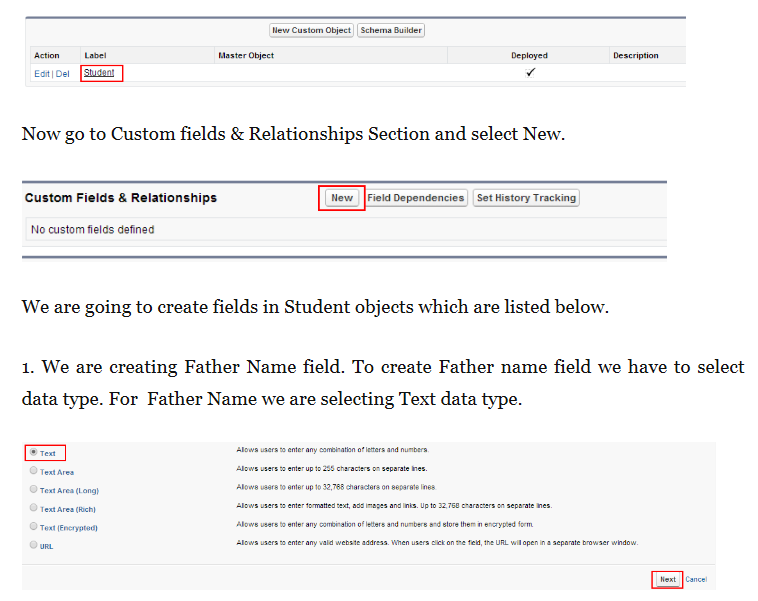 New Custom Object Schema Builder
Action Label Master Object Deployed Description
Edit | Del Student
Now go to Custom fields & Relationships Section and select New.
Custom Fields & Relationships New Field Dependencies Set History Tracking
No custom fields defined
We are going to create fields in Student objects which are listed below.
1. We are creating Father Name field. To create Father name field we have to select
data type. For Father Name we are selecting Text data type.
Text Allows users to enter any combination of letters and numbers.
Text Area Allows users to enter up to 255 characters on separate lines.
Text Area (Long) Allows users to enter up to 32,768 characters on separate lines.
Text Area (Rich) Allows users to enter formatted text, add images and links. Up to 32,768 characters on separate lines.
Text (Encrypted) Allows users to enter any combination of letters and numbers and store them in encrypted form.
URL Allows users to enter any valid website address. When users click on the field, the URL will open in a separate browser window.
Next Cancel